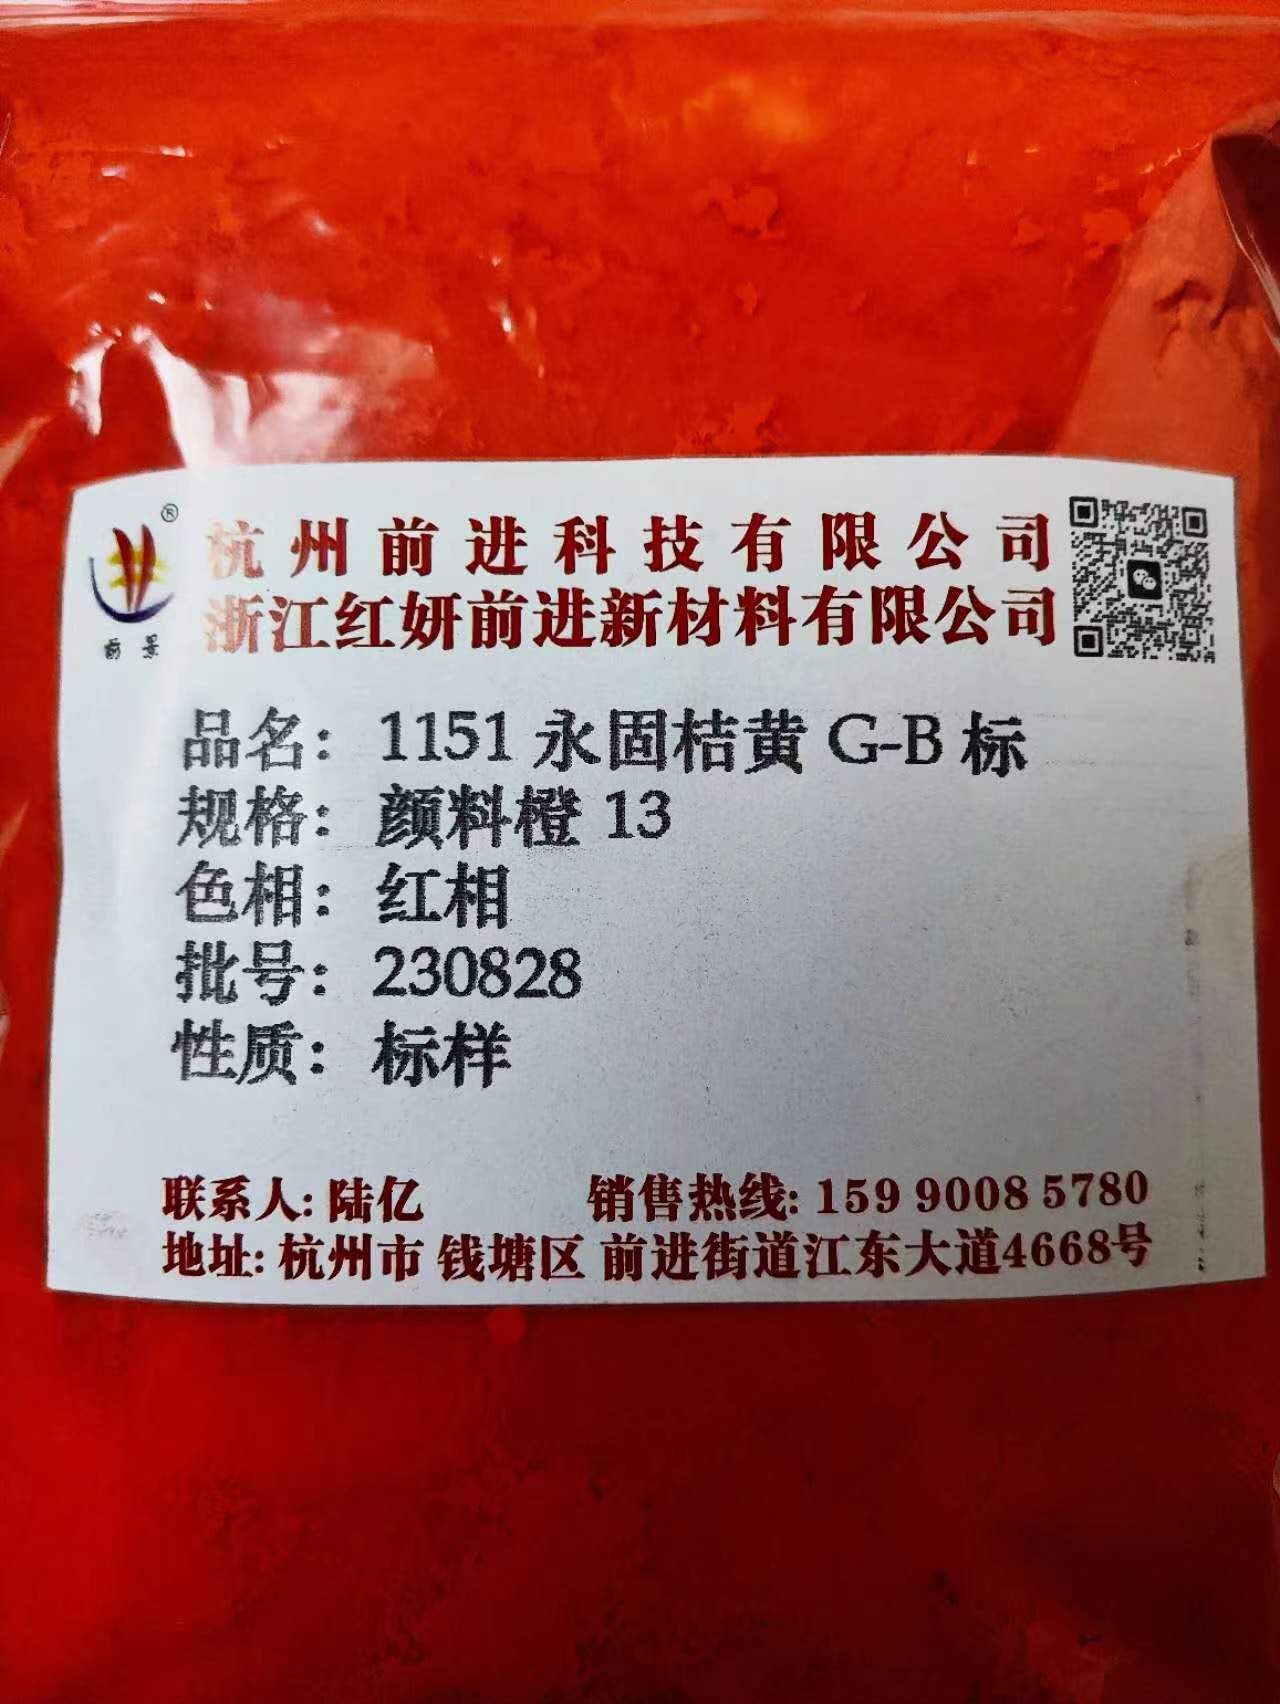 ®
前景
杭州前进科技有限公司
浙江红妍前进新材料有限公司
品名：1151 永固桔黄 G-B 标
规格：颜料橙 13
色相：红相
批号：230828
性质：标样
联系人: 陆亿 销售热线: 159 9008 5780
地址: 杭州市 钱塘区 前进街道江东大道4668号